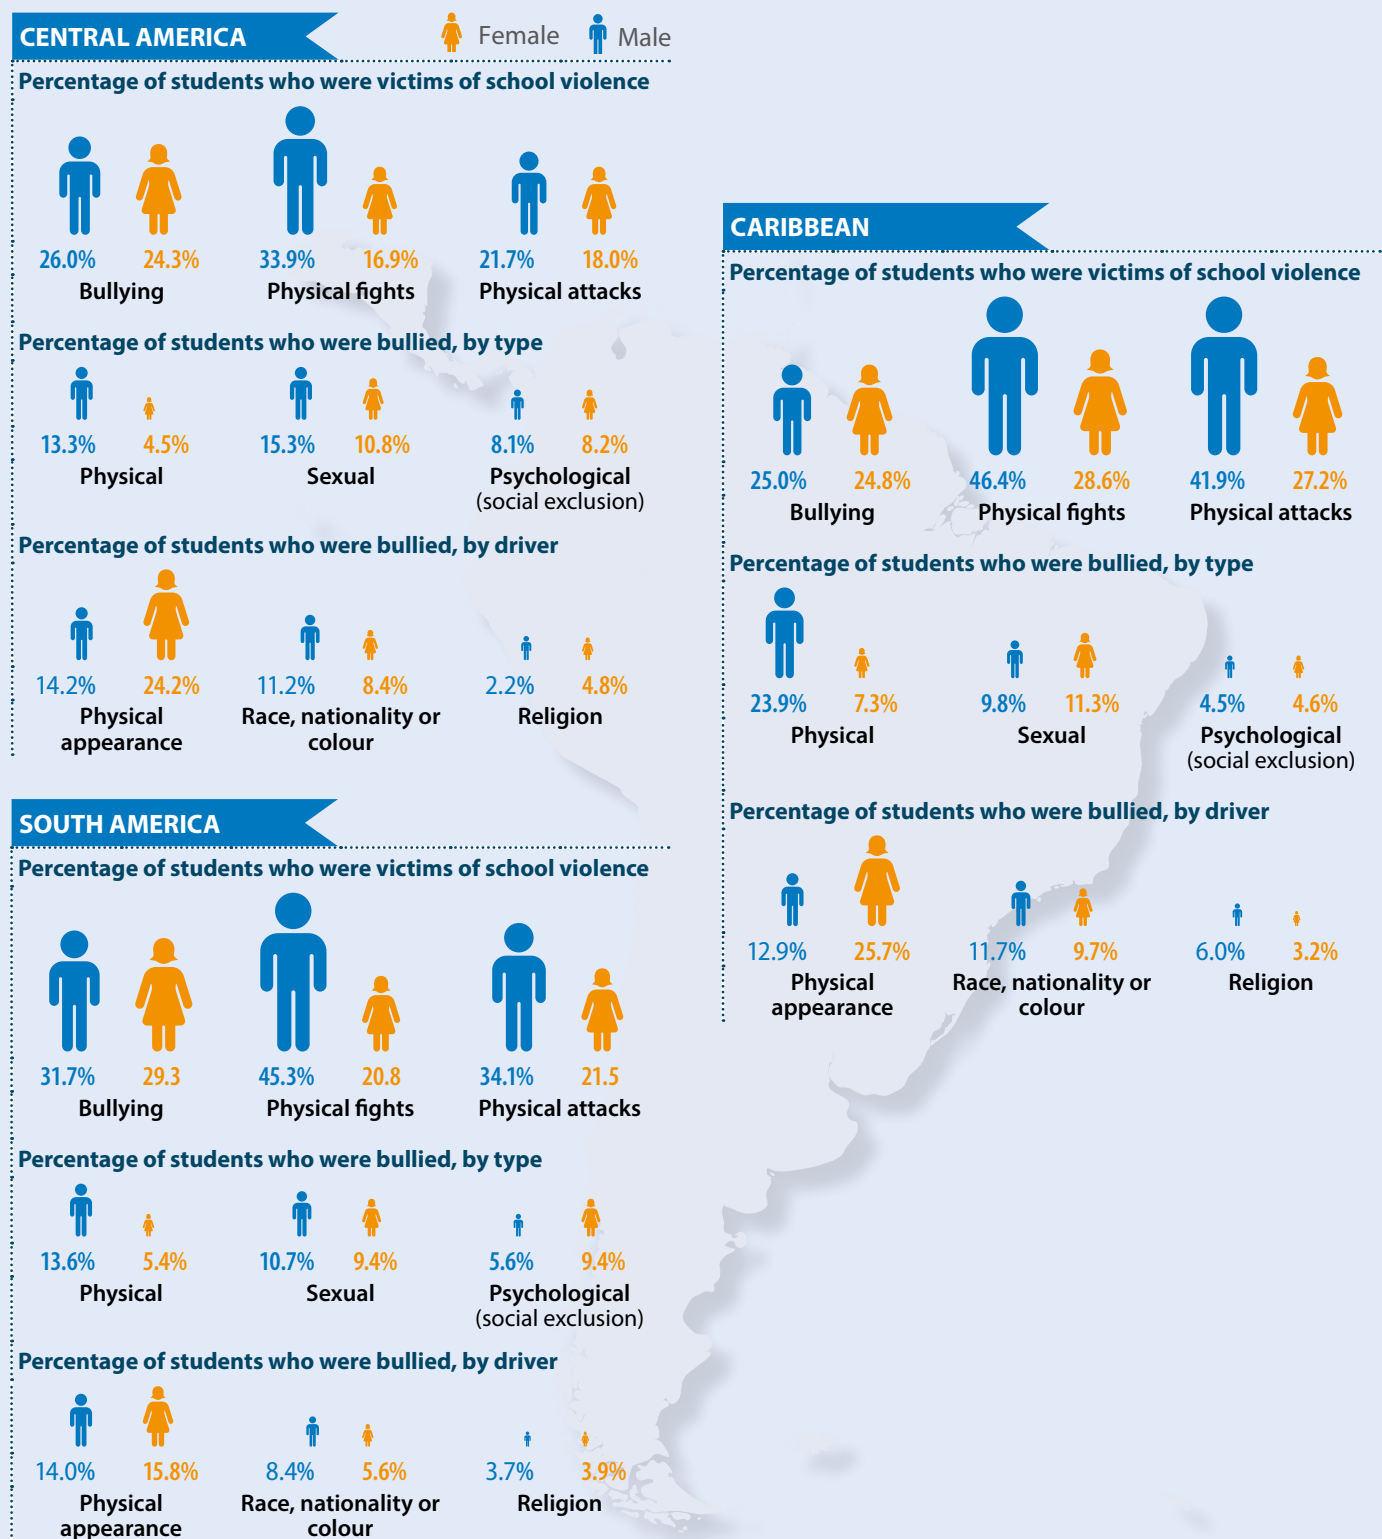 CENTRAL AMERICA
Female Male
Percentage of students who were victims of school violence
26.0% 24.3% 33.9% 16.9% 21.7% 18.0%
Bullying Physical fights Physical attacks
Percentage of students who were bullied, by type
13.3% 4.5% 15.3% 10.8% 8.1% 8.2%
Physical Sexual Psychological
(social exclusion)
Percentage of students who were bullied, by driver
14.2% 24.2% 11.2% 8.4% 2.2% 4.8%
Physical Race, nationality or Religion
appearance colour
SOUTH AMERICA
Percentage of students who were victims of school violence
31.7% 29.3 45.3% 20.8 34.1% 21.5
Bullying Physical fights Physical attacks
Percentage of students who were bullied, by type
13.6% 5.4% 10.7% 9.4% 5.6% 9.4%
Physical Sexual Psychological
(social exclusion)
Percentage of students who were bullied, by driver
14.0% 15.8% 8.4% 5.6% 3.7% 3.9%
Physical Race, nationality or Religion
appearance colour
CARIBBEAN
Percentage of students who were victims of school violence
25.0% 24.8% 46.4% 28.6% 41.9% 27.2%
Bullying Physical fights Physical attacks
Percentage of students who were bullied, by type
23.9% 7.3% 9.8% 11.3% 4.5% 4.6%
Physical Sexual Psychological
(social exclusion)
Percentage of students who were bullied, by driver
12.9% 25.7% 11.7% 9.7% 6.0% 3.2%
Physical Race, nationality or Religion
appearance colour